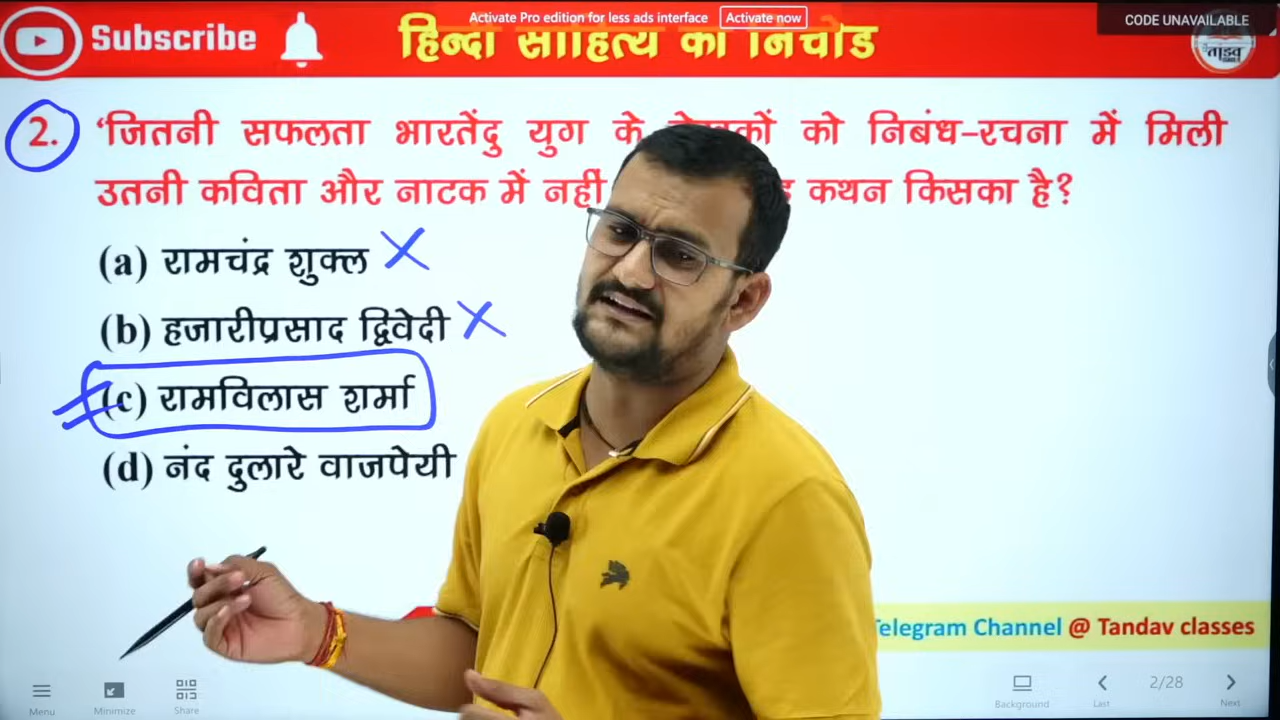 Activate Pro edition for less ads interface Activate now
CODE UNAVAILABLE
Subscribe
हिन्दी साहित्य का निचोड़
ताण्डव
2. ‘जितनी सफलता भारतेंदु युग के लेखकों को निबंध-रचना में मिली
उतनी कविता और नाटक में नहीं कथन किसका है?
(a) रामचंद्र शुक्ल
(b) हजारीप्रसाद द्विवेदी
(c) रामविलास शर्मा
(d) नंद दुलारे वाजपेयी
Telegram Channel @ Tandav classes
Menu
Minimize
Share
Background
Last
2/28
Next